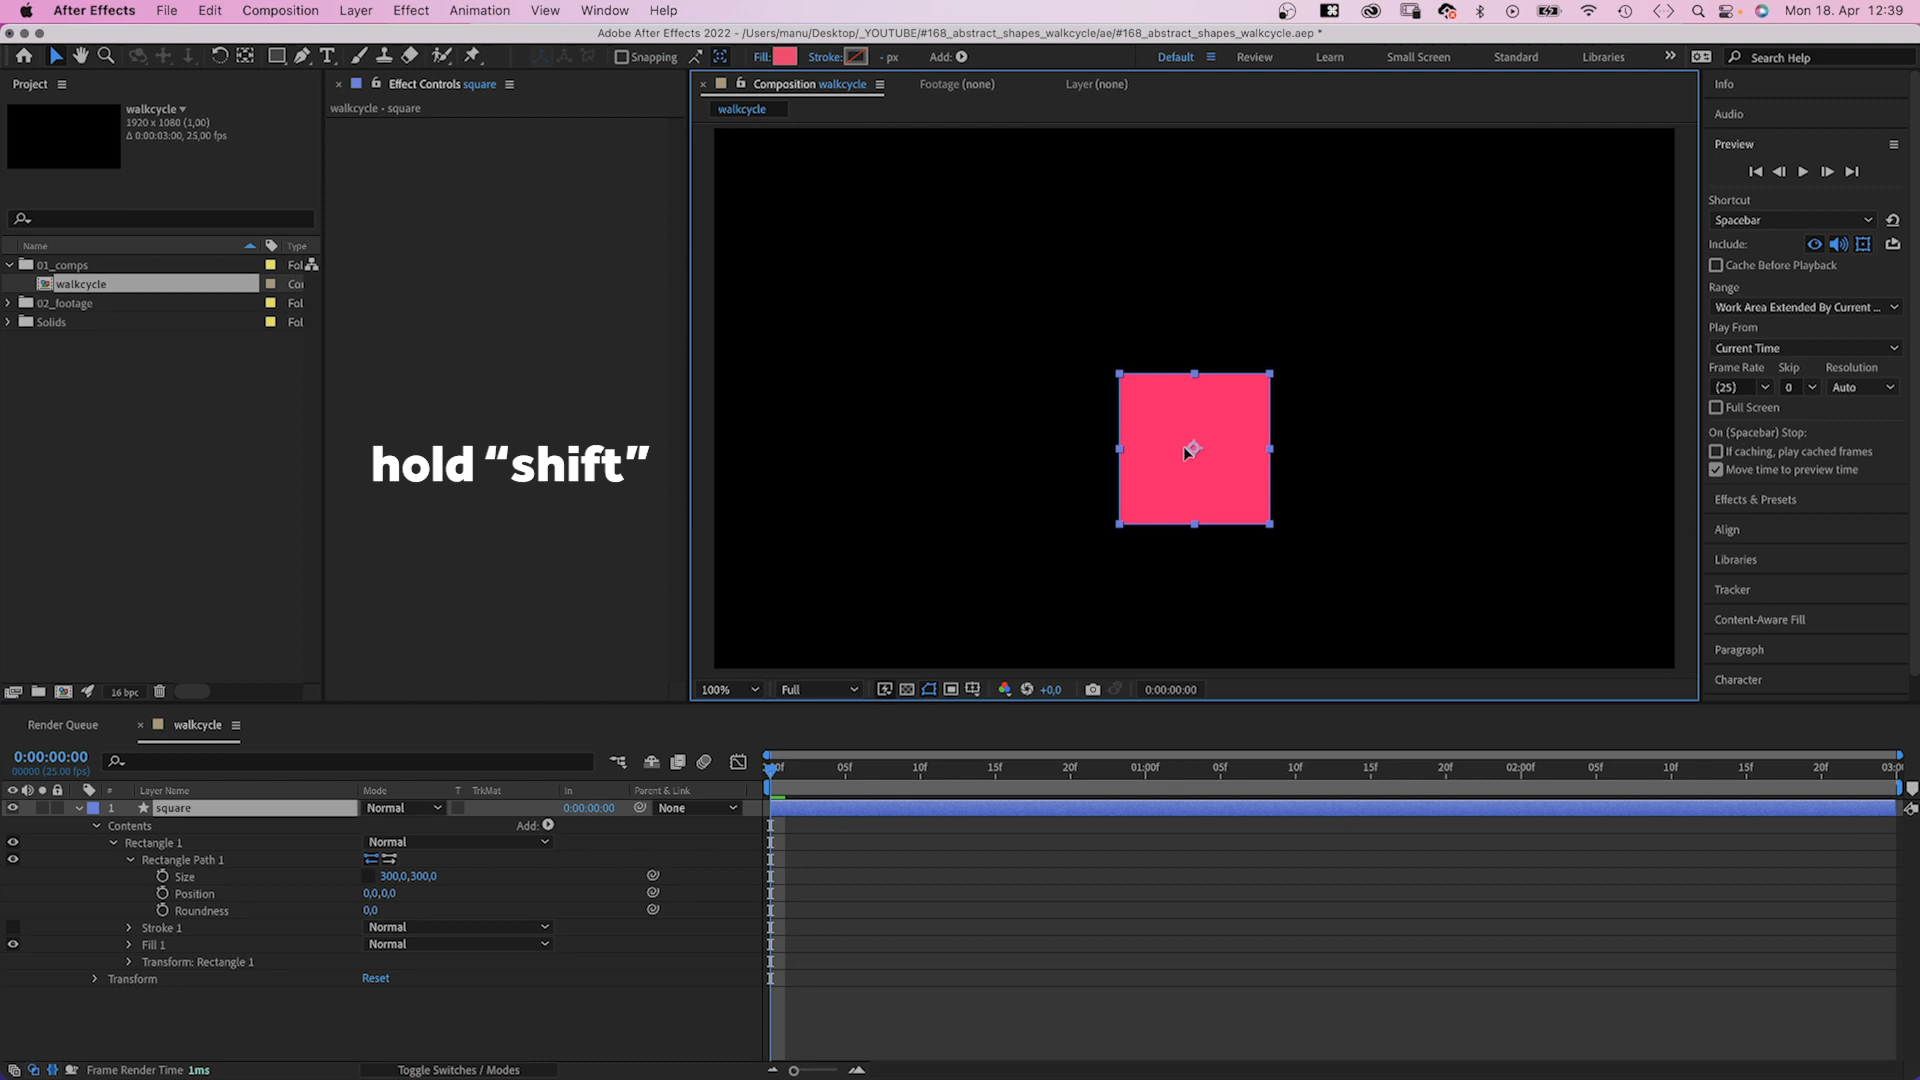 After Effects File Edit Composition Layer Effect Animation View Window Help Mon 18. Apr 12:39
Adobe After Effects 2022 - /Users/manu/Desktop/_YOUTUBE/#168_abstract_shapes_walkcycle/ae/#168_abstract_shapes_walkcycle.aep *
Snapping Fill: Stroke: - px Add: Default Review Learn Small Screen Standard Libraries Search Help
Project Effect Controls square Composition walkcycle Footage (none) Layer (none) Info
walkcycle
1920 x 1080 (1,00)
Δ 0:00:03:00, 25,00 fps
walkcycle • square
walkcycle
Audio
Preview
Shortcut
Spacebar
Include:
Cache Before Playback
Range
Work Area Extended By Current ...
Play From
Current Time
Frame Rate Skip Resolution
(25) 0 Auto
Full Screen
On (Spacebar) Stop:
If caching, play cached frames
Move time to preview time
Effects & Presets
Align
Libraries
Tracker
Content-Aware Fill
Paragraph
Character
Name Type
01_comps Fol
walkcycle Coi
02_footage Fol
Solids Fol
hold “shift”
16 bpc
100% Full +0,0 0:00:00:00
Render Queue walkcycle
0:00:00:00
00000 (25.00 fps)
05f 10f 15f 20f 01:00f 05f 10f 15f 20f 02:00f 05f 10f 15f 20f 03:0
# Layer Name Mode T TrkMat In Parent & Link
1 square Normal 0:00:00:00 None
Contents Add:
Rectangle 1 Normal
Rectangle Path 1
Size 300,0,300,0
Position 0,0,0,0
Roundness 0,0
Stroke 1 Normal
Fill 1 Normal
Transform: Rectangle 1
Transform Reset
Frame Render Time 1ms Toggle Switches / Modes